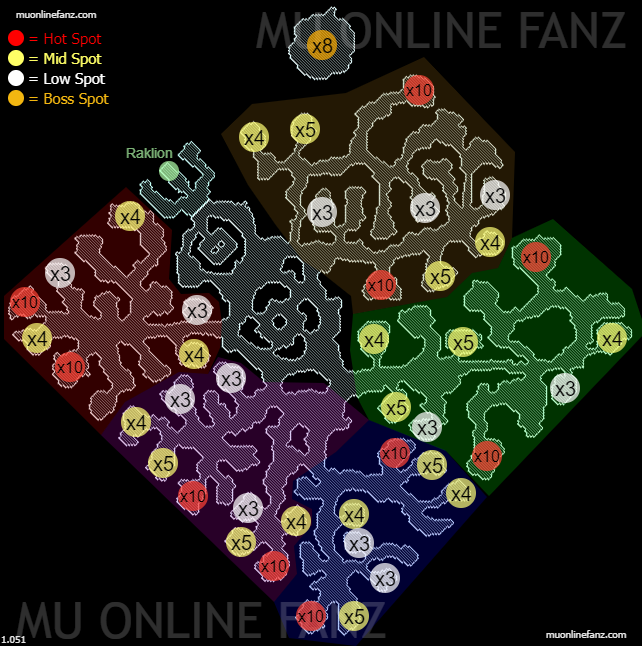 muonlinefanz.com
MU ONLINE FANZ
= Hot Spot
= Mid Spot
= Low Spot
= Boss Spot
x8
x10
x4
x5
Raklion
x3
x3
x3
x4
x4
x10
x5
x10
x3
x10
x3
x4
x4
x5
x4
x4
x10
x3
x3
x3
x5
x4
x3
x10
x5
x4
x10
x5
x10
x4
x3
x4
x5
x3
x10
x3
x10
x5
MU ONLINE FANZ
muonlinefanz.com
1.051